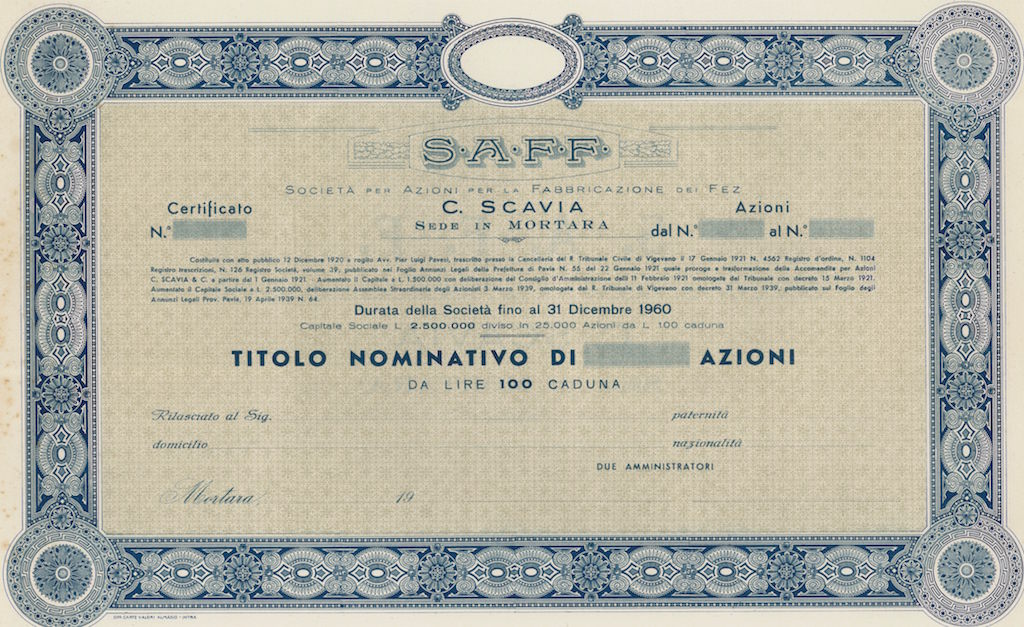 S.A.F.F.
SOCIETÀ PER AZIONI PER LA FABBRICAZIONE DEI FEZ
C. SCAVIA
SEDE IN MORTARA
Certificato
N.º
Azioni
dal N.º al N.º
Costituita con atto pubblico 12 Dicembre 1920 a rogito Avv. Pier Luigi Pavesi, trascritto presso la Cancelleria del R. Tribunale Civile di Vigevano il 17 Gennaio 1921 N. 4562 Registro d'ordine, N. 1104
Registro trascrizioni, N. 126 Registro Società, volume 39, pubblicato nel Foglio Annunzi Legali della Prefettura di Pavia N. 55 del 22 Gennaio 1921 quale proroga e trasformazione della Accomandita per Azioni
C. SCAVIA & C. a partire dal 1 Gennaio 1921. - Aumentato il Capitale a L. 1.500.000 con deliberazione del Consiglio d'Amministrazione delli 11 Febbraio 1921 omologata dal Tribunale con decreto 15 Marzo 1921.
Aumentato il Capitale Sociale a L. 2.500.000, deliberazione Assemblea Straordinaria degli Azionisti 3 Marzo 1939, omologata dal R. Tribunale di Vigevano con decreto 31 Marzo 1939, pubblicata sul Foglio degli
Annunzi Legali Prov. Pavia, 19 Aprile 1939 N. 64.
Durata della Società fino al 31 Dicembre 1960
Capitale Sociale L. 2.500.000 diviso in 25.000 Azioni da L. 100 caduna
TITOLO NOMINATIVO DI AZIONI
DA LIRE 100 CADUNA
Rilasciato al Sig. paternità
domicilio nazionalità
DUE AMMINISTRATORI
Mortara 19
CARTE VALORI - INTRA